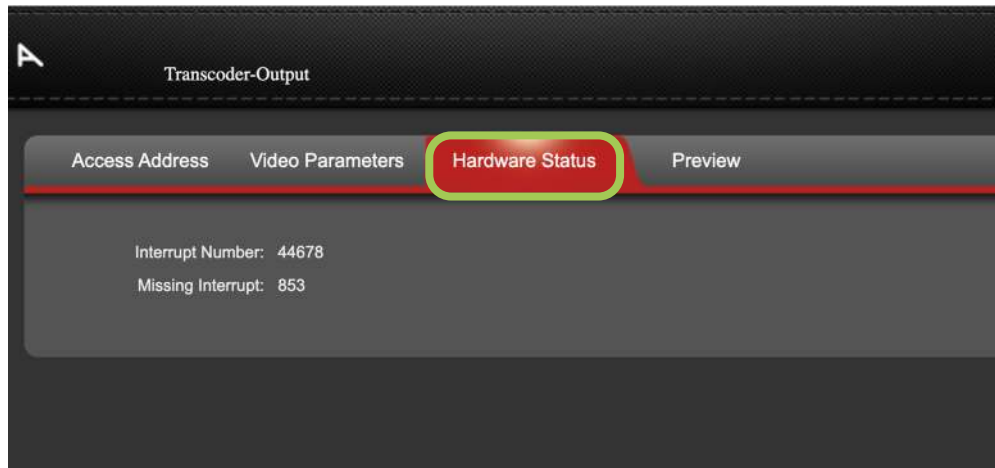 Transcoder-Output
Access Address Video Parameters Hardware Status Preview
Interrupt Number: 44678
Missing Interrupt: 853